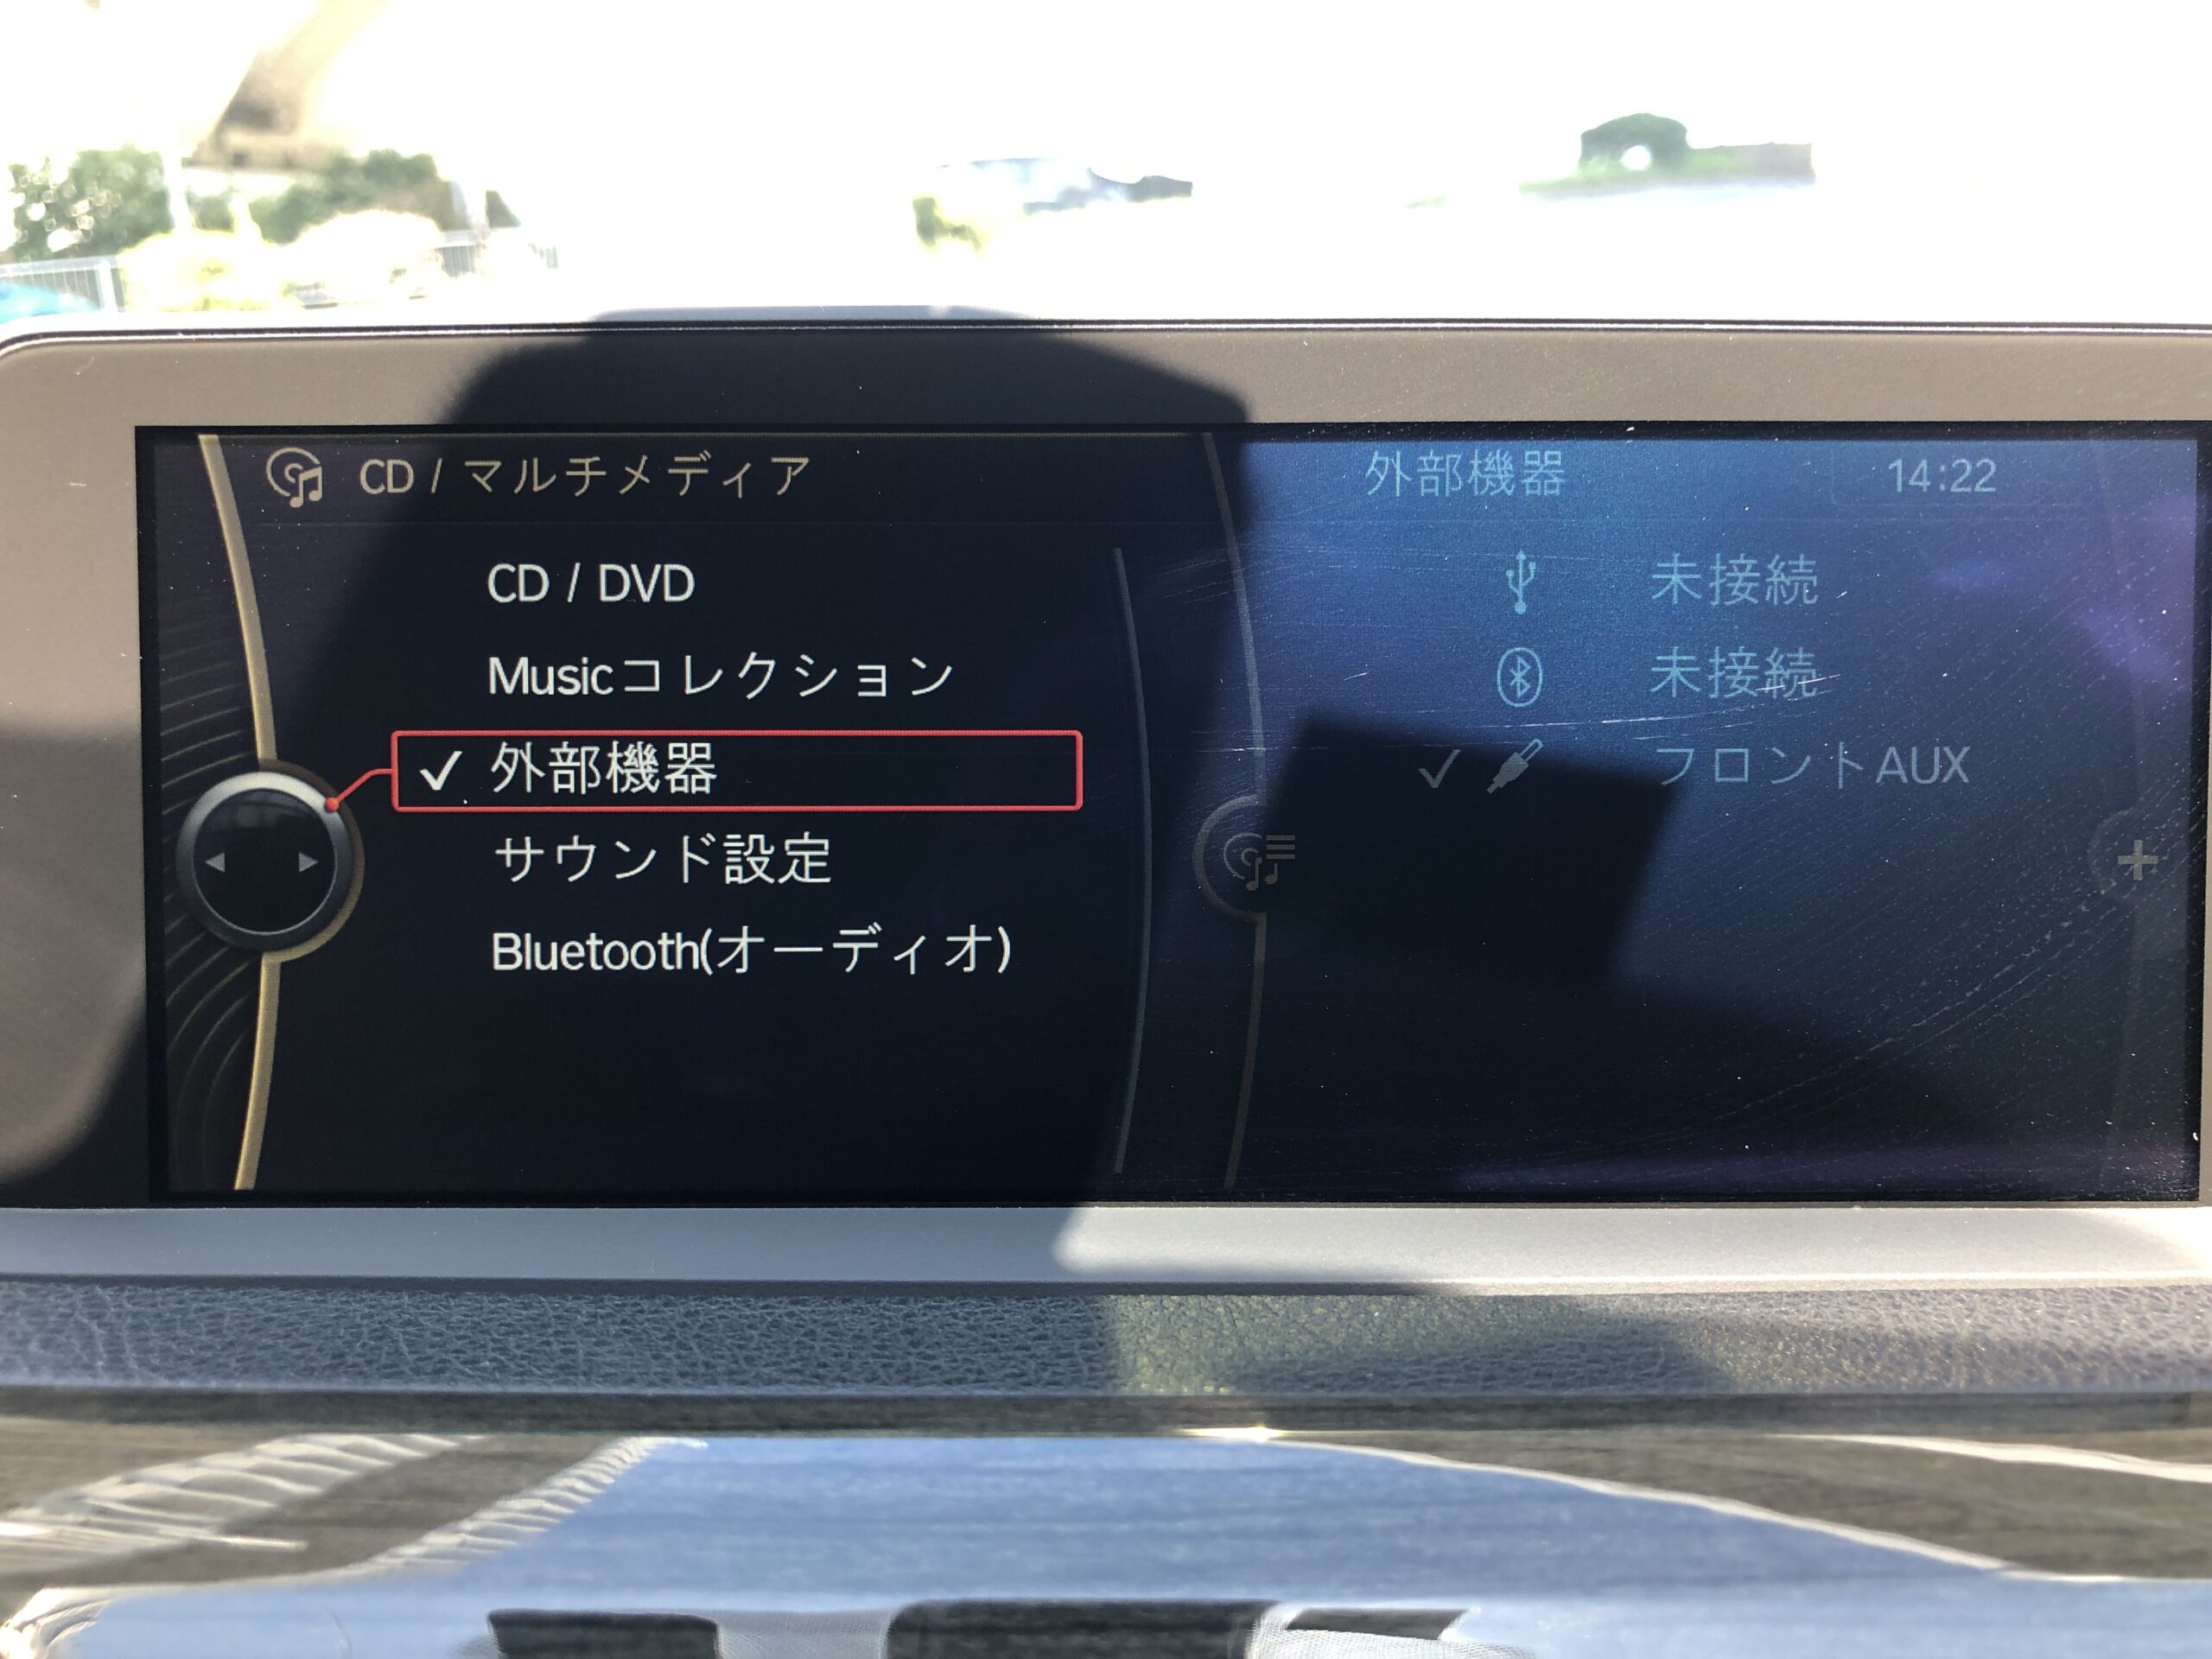 CD / マルチメディア
CD / DVD
Musicコレクション
✓ 外部機器
サウンド設定
Bluetooth(オーディオ)
外部機器 14:22
未接続
未接続
✓ フロントAUX
+